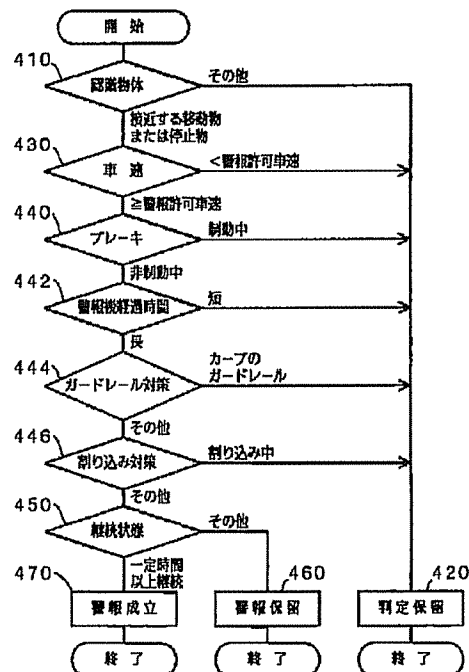 開始
410
認識物体
その他
接近する移動物
または停止物
430
車速
<警報許可車速
≧警報許可車速
440
ブレーキ
制動中
非制動中
442
警報後経過時間
短
長
444
ガードレール対策
カーブの
ガードレール
その他
446
割り込み対策
割り込み中
その他
450
継続状態
その他
一定時間
以上継続
470
警報成立
460
警報保留
420
判定保留
終了
終了
終了